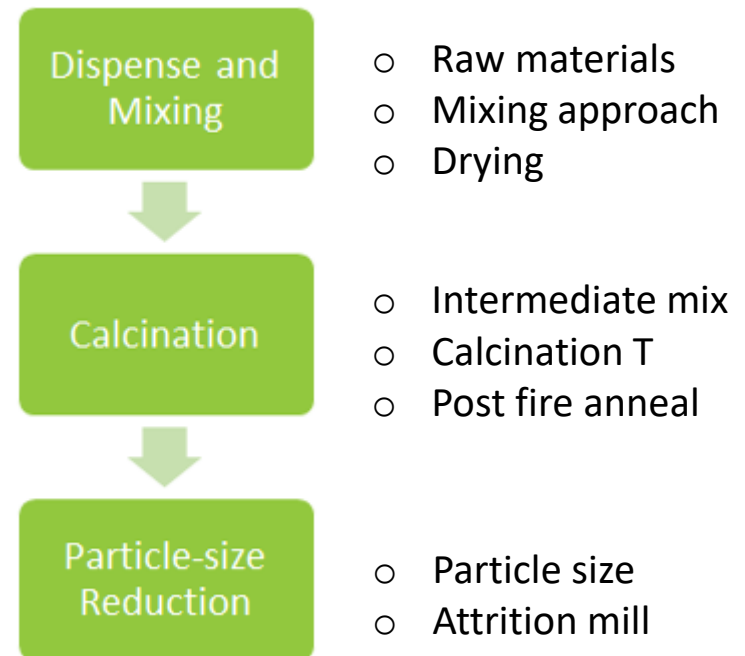 Dispense and
Mixing
○ Raw materials
○ Mixing approach
○ Drying
Calcination
○ Intermediate mix
○ Calcination T
○ Post fire anneal
Particle-size
Reduction
○ Particle size
○ Attrition mill